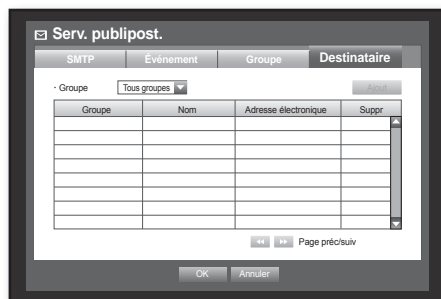 Serv. publipost.
SMTP Événement Groupe Destinataire
· Groupe Tous groupes Ajout
Groupe Nom Adresse électronique Suppr
Page préc/suiv
OK Annuler